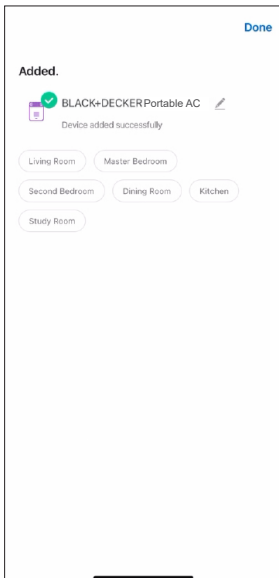 Done
Added.
BLACK+DECKER Portable AC
Device added successfully
Living Room Master Bedroom
Second Bedroom Dining Room Kitchen
Study Room